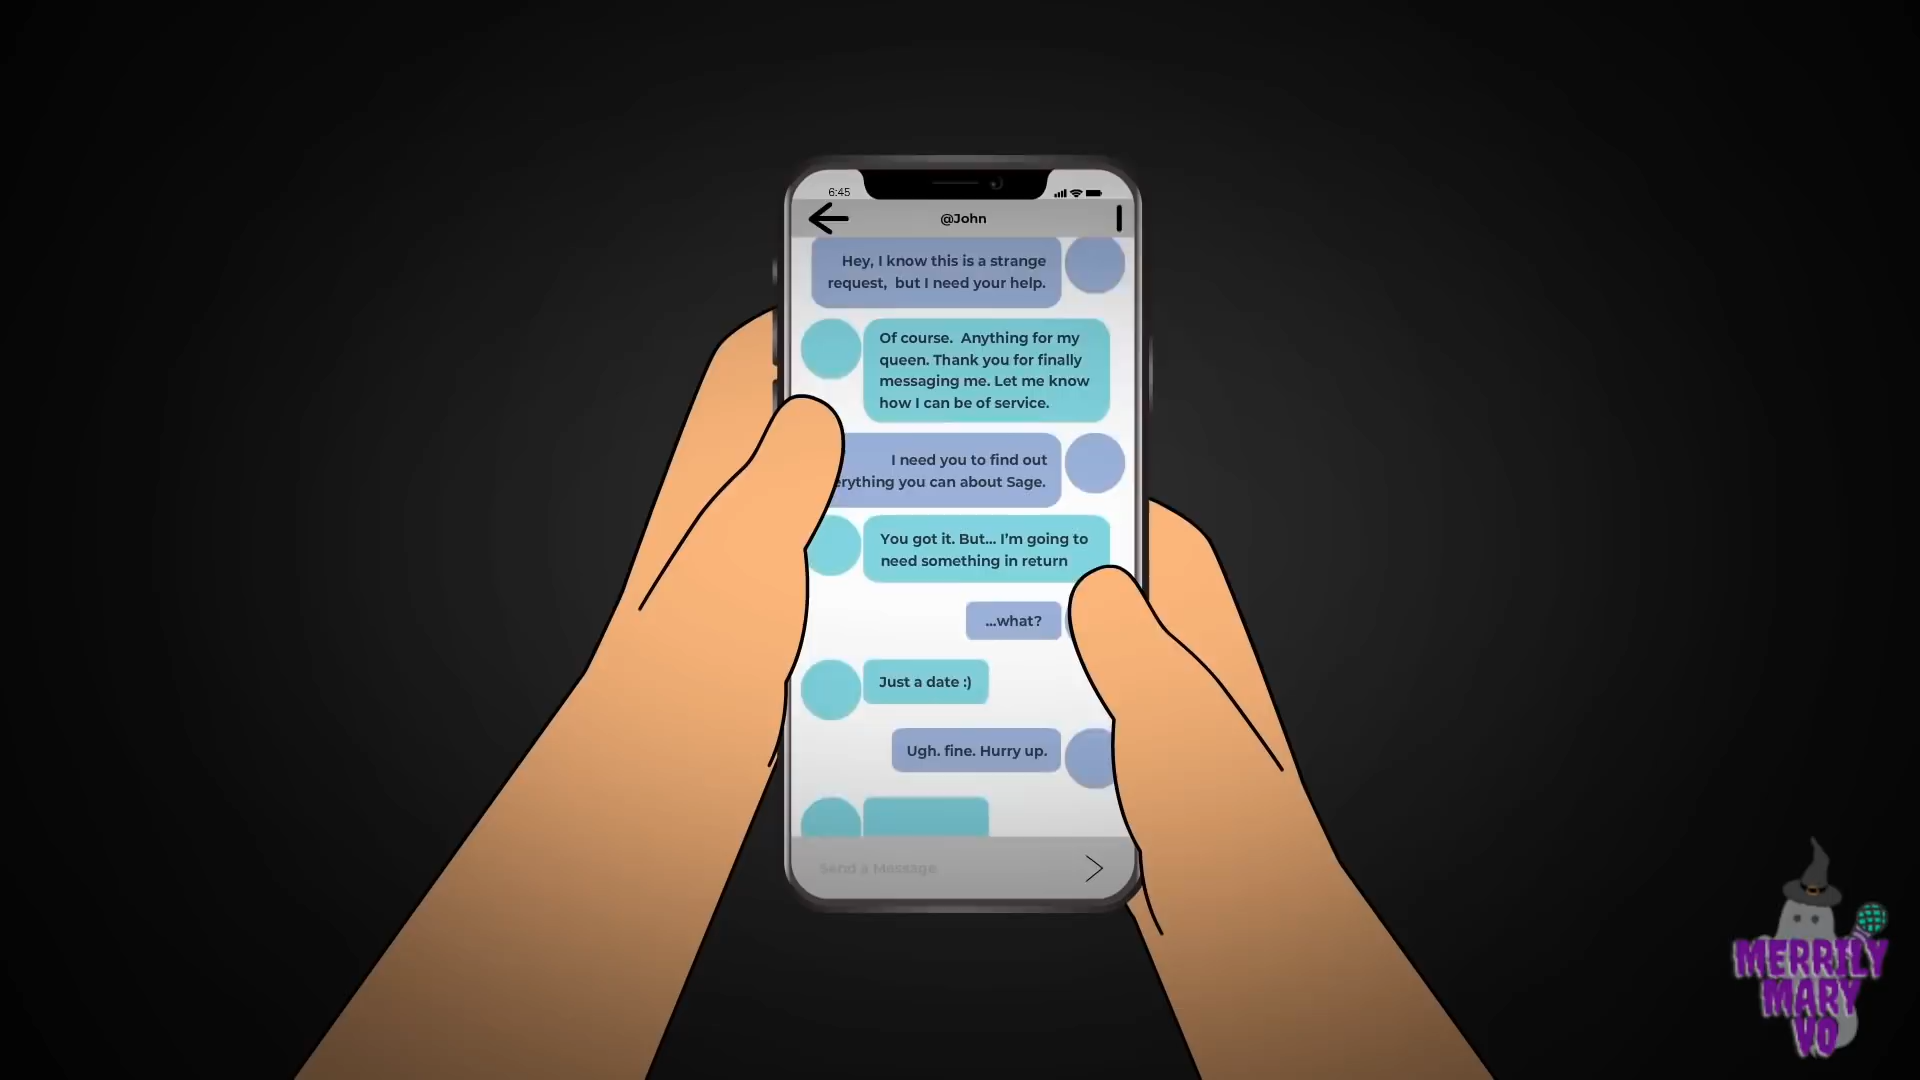 6:45
@John
Hey, I know this is a strange
request, but I need your help.
Of course. Anything for my
queen. Thank you for finally
messaging me. Let me know
how I can be of service.
I need you to find out
erything you can about Sage.
You got it. But... I'm going to
need something in return
...what?
Just a date :)
Ugh. fine. Hurry up.
Send a Message
MERRILY
MARY
VO